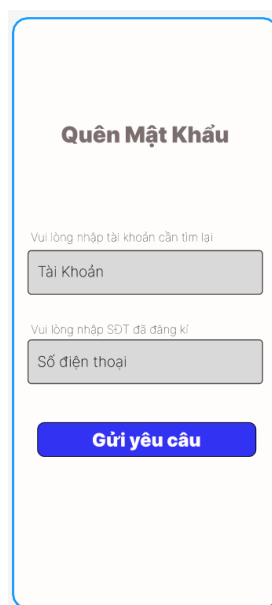 Quên Mật Khẩu
Vui lòng nhập tài khoản cần tìm lại
Tài Khoản
Vui lòng nhập SĐT đã đăng kí
Số điện thoại
Gửi yêu câu